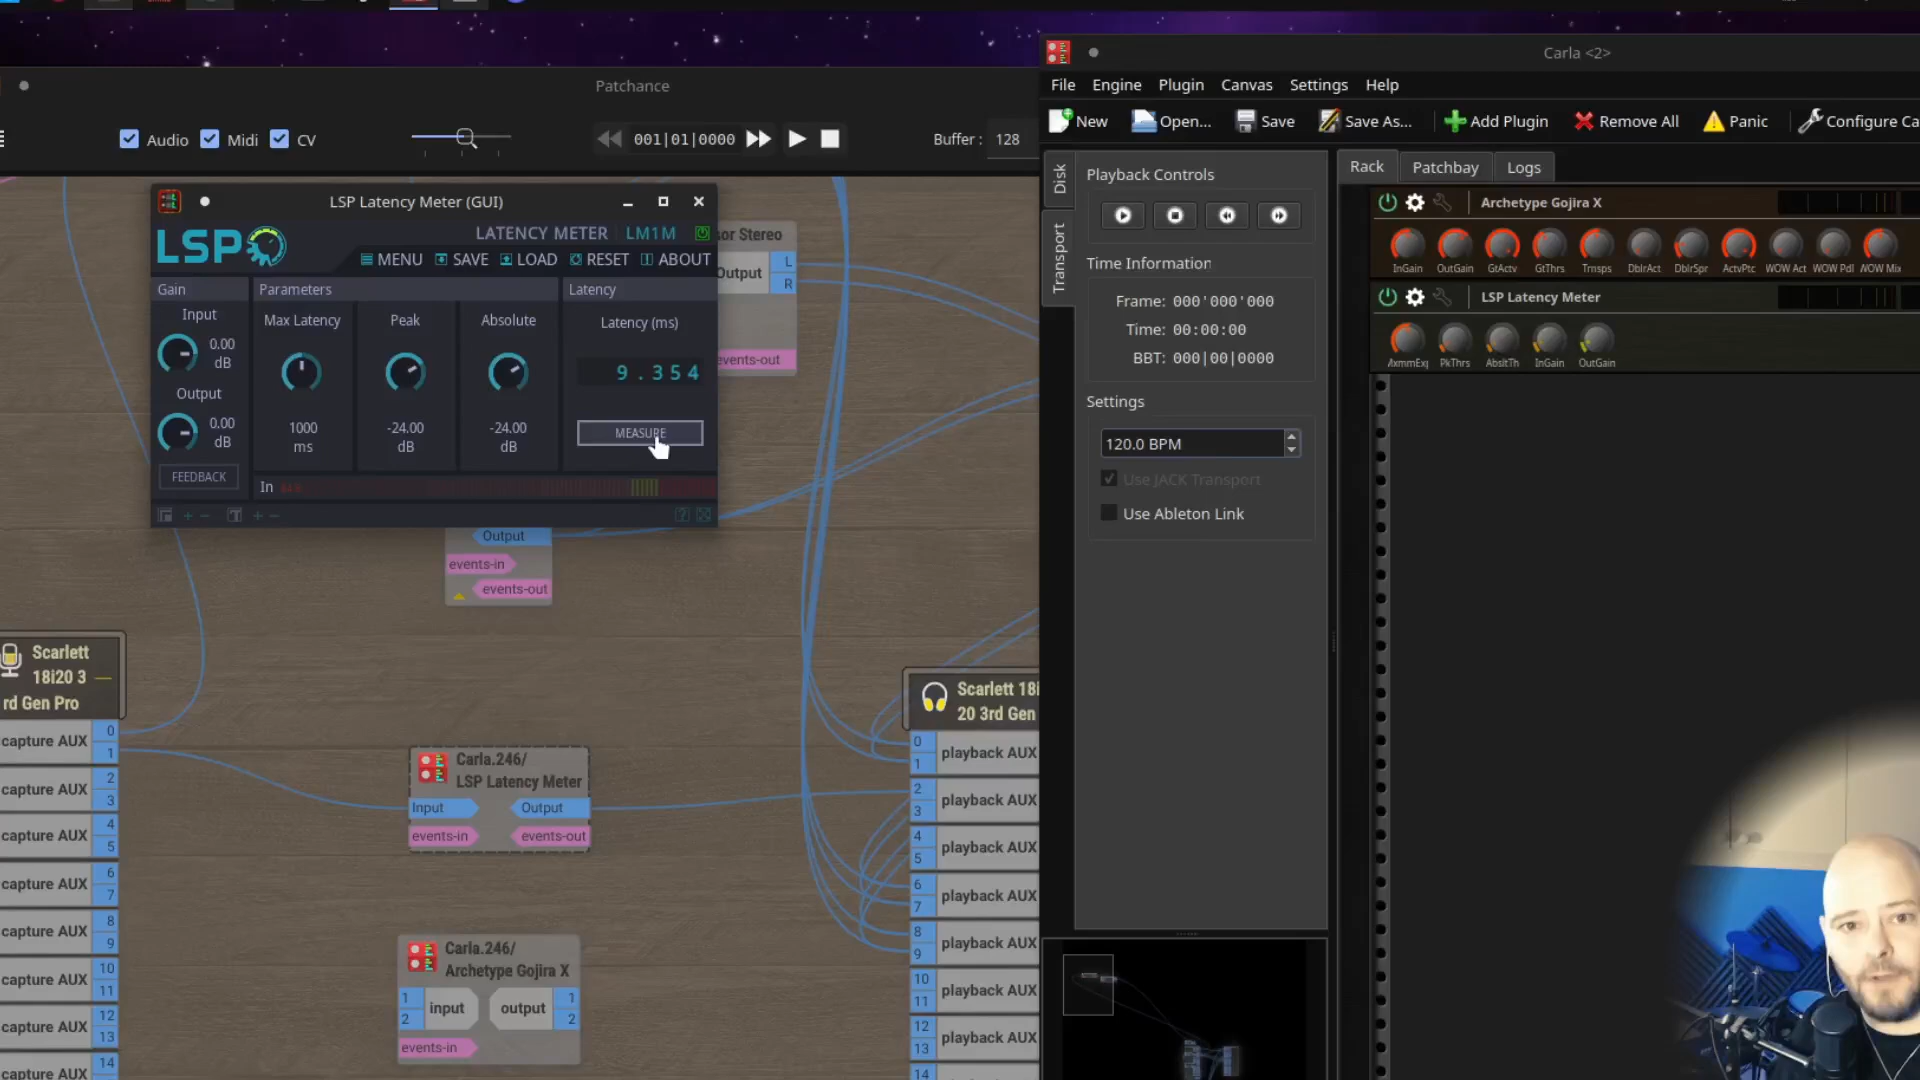 Patchance
Audio
Midi
CV
001|01|0000
Buffer :
128
LSP Latency Meter (GUI)
LSP
LATENCY METER
LM1M
MENU
SAVE
LOAD
RESET
ABOUT
Gain
Parameters
Latency
Input
0.00
dB
Output
0.00
dB
FEEDBACK
Max Latency
1000
ms
Peak
-24.00
dB
Absolute
-24.00
dB
Latency (ms)
9.354
MEASURE
In
sor Stereo
Output
L
R
events-out
Output
events-in
events-out
Scarlett
18i20 3
rd Gen Pro
capture AUX
0
1
capture AUX
2
3
capture AUX
4
5
capture AUX
6
7
capture AUX
8
9
capture AUX
10
11
capture AUX
12
13
capture AUX
14
Carla.246/
LSP Latency Meter
Input
Output
events-in
events-out
Carla.246/
Archetype Gojira X
1
2
input
output
1
2
events-in
Scarlett 18i
20 3rd Gen
0
1
playback AUX
2
3
playback AUX
4
5
playback AUX
6
7
playback AUX
8
9
playback AUX
10
11
playback AUX
12
13
playback AUX
14
Carla <2>
File
Engine
Plugin
Canvas
Settings
Help
New
Open...
Save
Save As...
Add Plugin
Remove All
Panic
Configure Ca
Disk
Transport
Playback Controls
Time Information
Frame: 000'000'000
Time: 00:00:00
BBT: 000|00|0000
Settings
120.0 BPM
Use JACK Transport
Use Ableton Link
Rack
Patchbay
Logs
Archetype Gojira X
InGain
OutGain
GtActv
GtThrs
Trnsps
DblrAct
DblrSpr
ActvPtc
WOW Act
WOW Pdl
WOW Mix
LSP Latency Meter
PkThrs
AbsltTh
InGain
OutGain